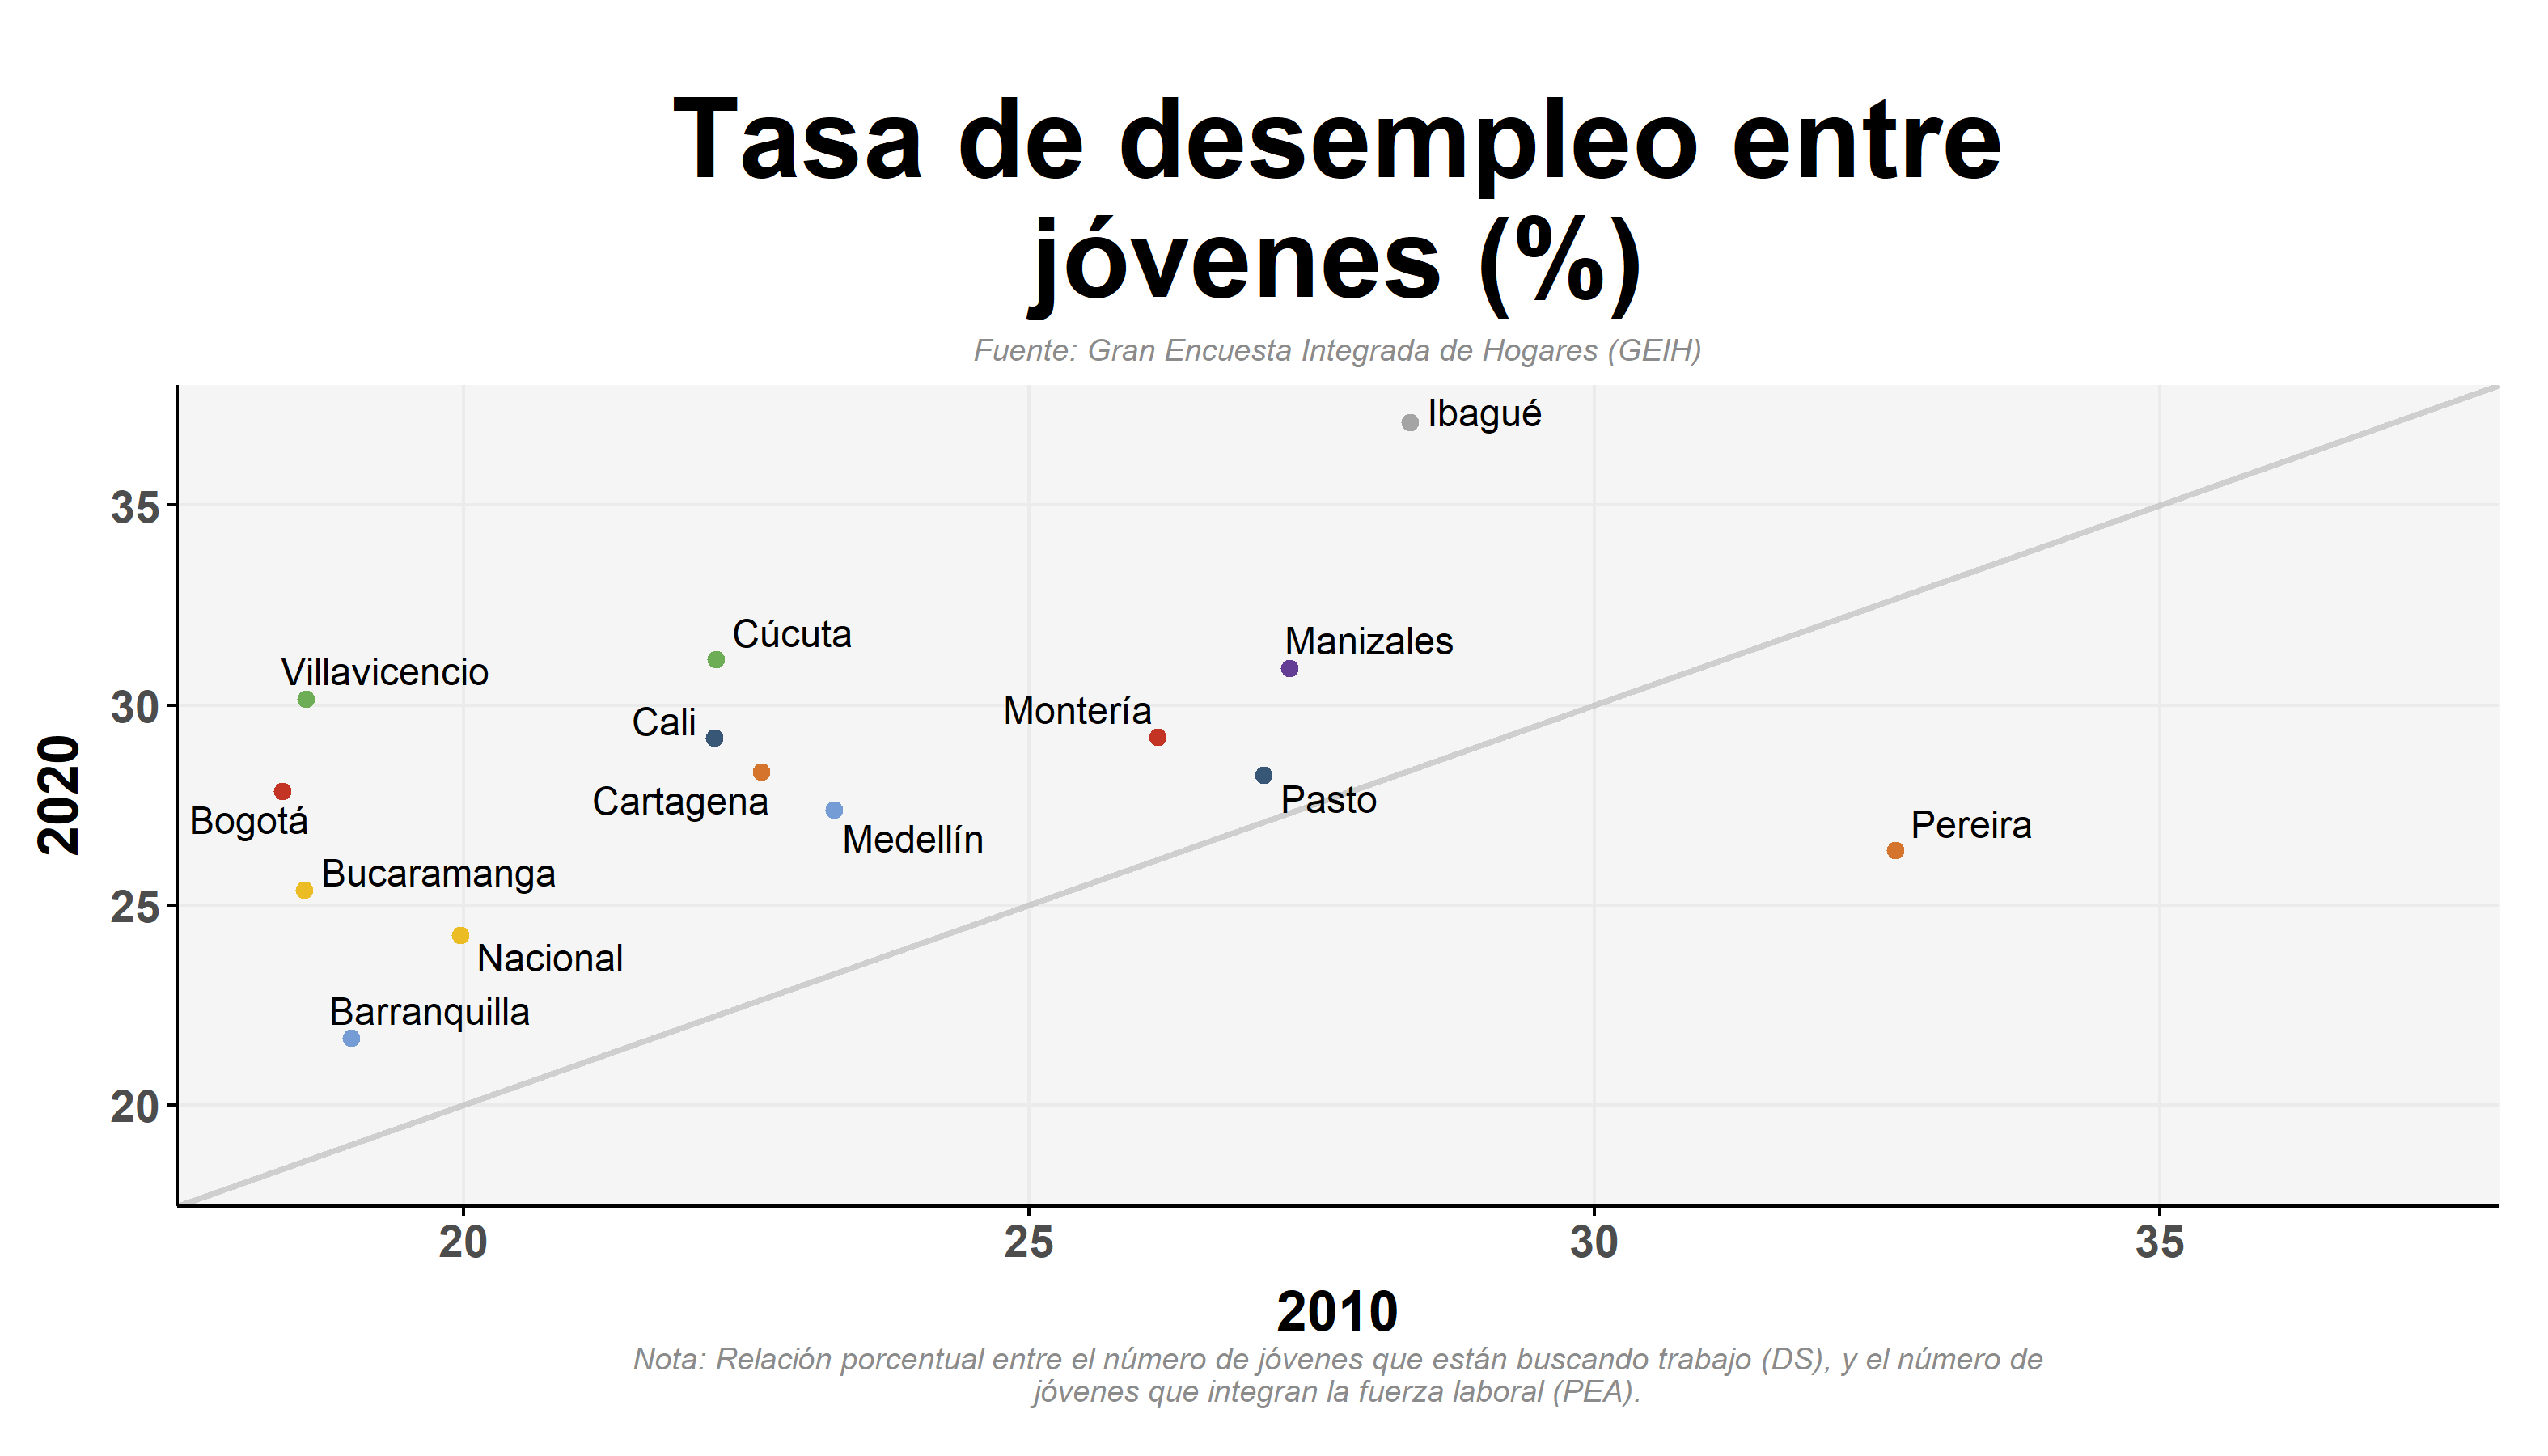 Tasa de desempleo entre
jóvenes (%)
Fuente: Gran Encuesta Integrada de Hogares (GEIH)
Ibagué
35
Cúcuta
Manizales
Villavicencio
30
Cali
Montería
Cartagena
Pasto
Bogotá
Medellín
Pereira
2020
Bucaramanga
25
Nacional
Barranquilla
20
20
25
30
35
2010
Nota: Relación porcentual entre el número de jóvenes que están buscando trabajo (DS), y el número de
jóvenes que integran la fuerza laboral (PEA).